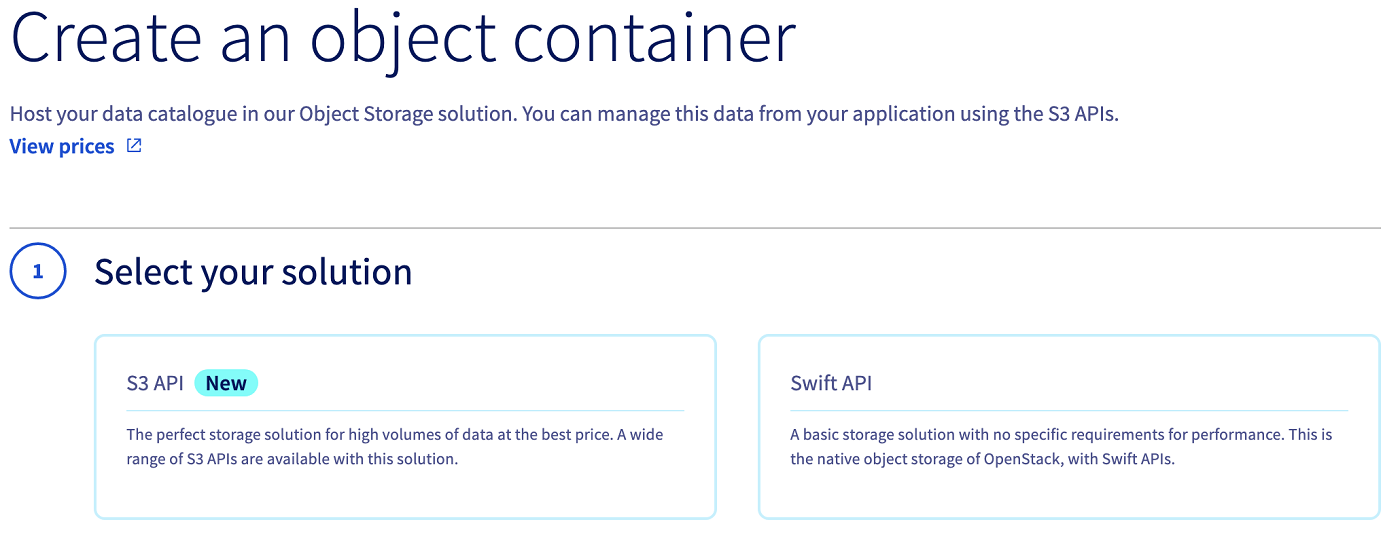 Create an object container
Host your data catalogue in our Object Storage solution. You can manage this data from your application using the S3 APIs.
View prices
1
Select your solution
S3 API New
The perfect storage solution for high volumes of data at the best price. A wide
range of S3 APIs are available with this solution.
Swift API
A basic storage solution with no specific requirements for performance. This is
the native object storage of OpenStack, with Swift APIs.